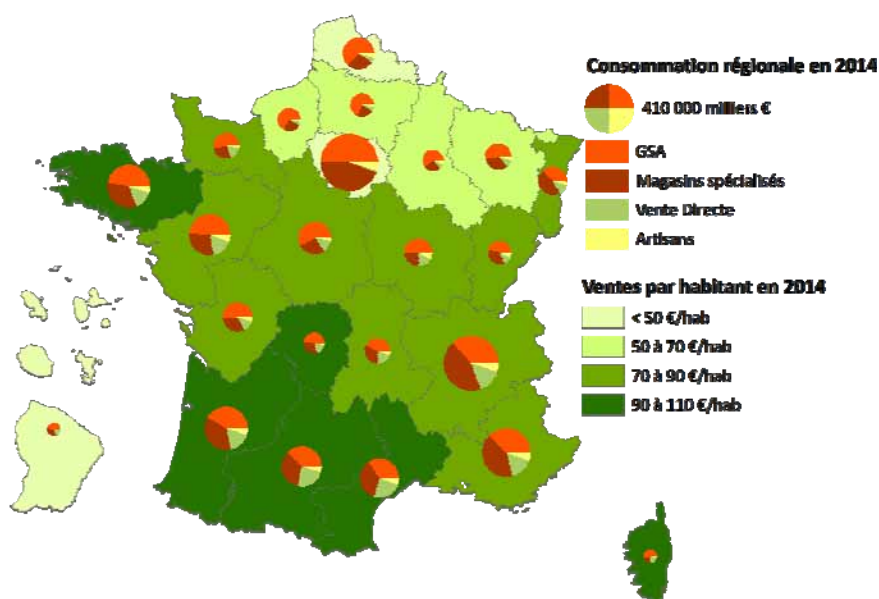 Consommation régionale en 2014
410 000 milliers €
GSA
Magasins spécialisés
Vente Directe
Artisans
Ventes par habitant en 2014
< 50 €/hab
50 à 70 €/hab
70 à 90 €/hab
90 à 110 €/hab